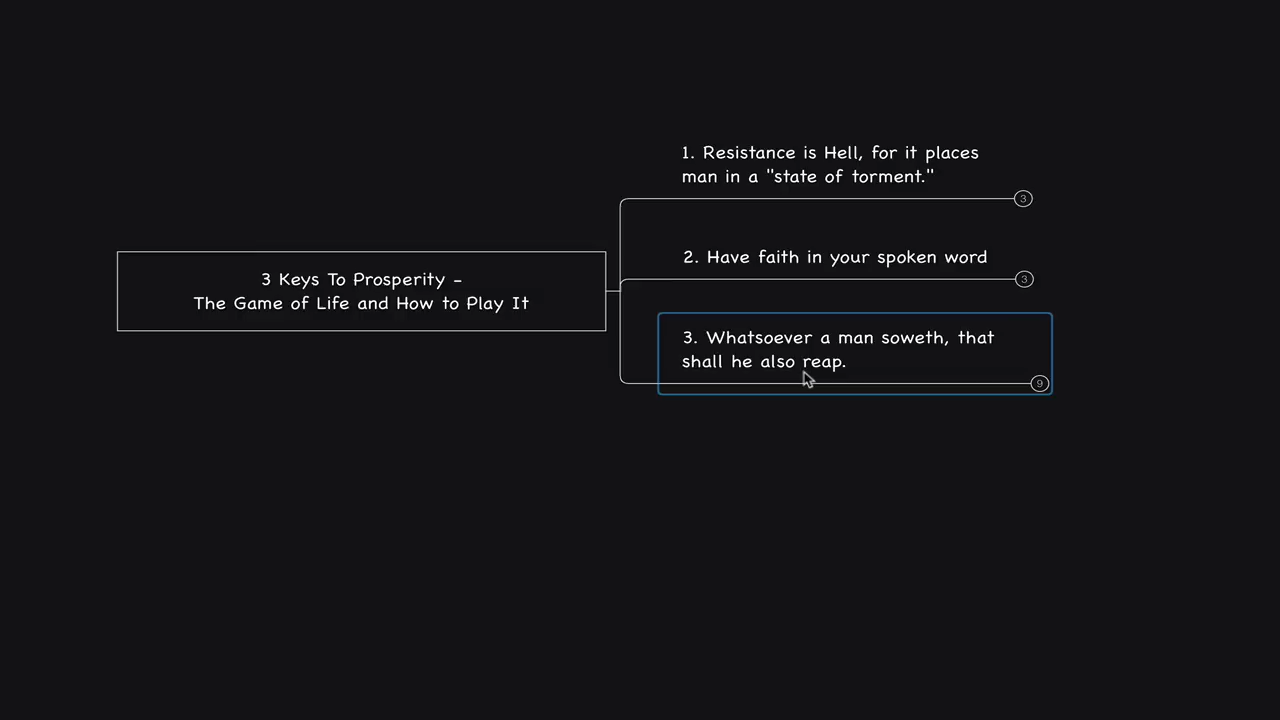 1. Resistance is Hell, for it places
man in a "state of torment."
3
2. Have faith in your spoken word
3
3 Keys To Prosperity –
The Game of Life and How to Play It
3. Whatsoever a man soweth, that
shall he also reap.
9